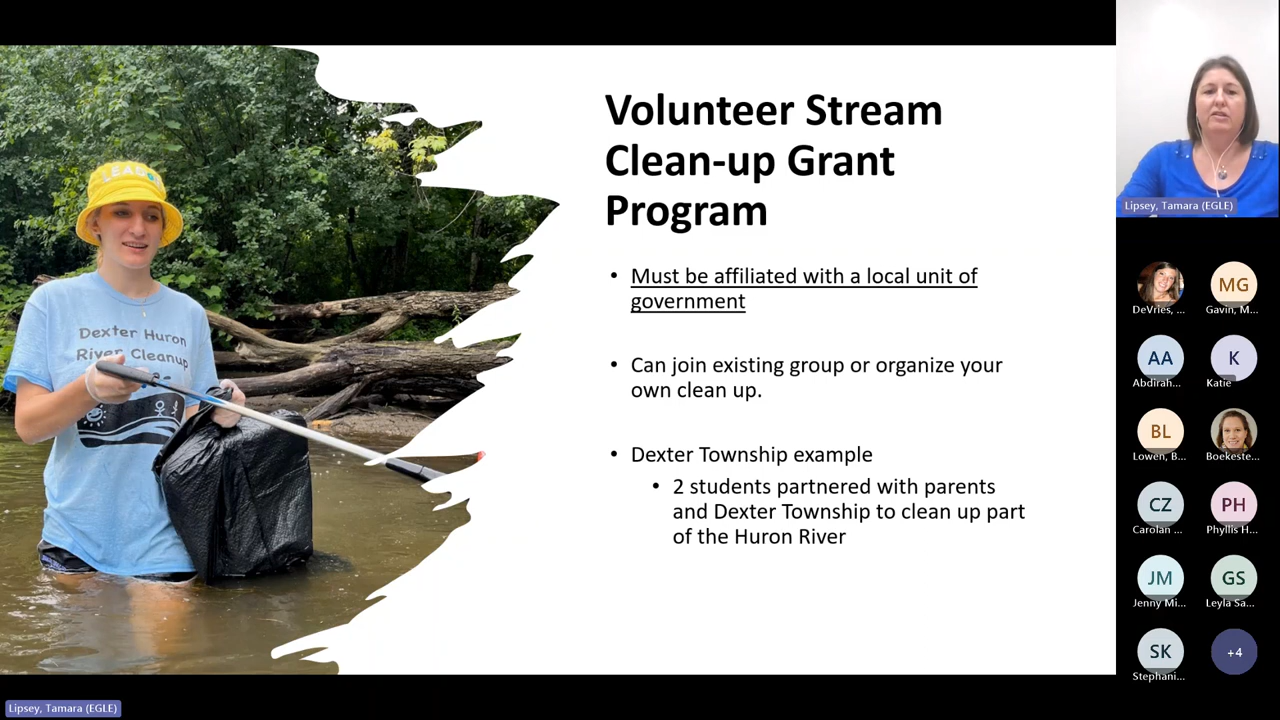 Volunteer Stream
Clean-up Grant
Program
• Must be affiliated with a local unit of
government
• Can join existing group or organize your
own clean up.
• Dexter Township example
• 2 students partnered with parents
and Dexter Township to clean up part
of the Huron River
Dexter Huron
River Cleanup
Lipsey, Tamara (EGLE)
DeVries, ...
MG
Gavin, M...
AA
Abdirah...
K
Katie
BL
Lowen, B...
Boekeste...
CZ
Carolan ...
PH
Phyllis H...
JM
Jenny Mi...
GS
Leyla Sa...
SK
Stephani...
+4
Lipsey, Tamara (EGLE)